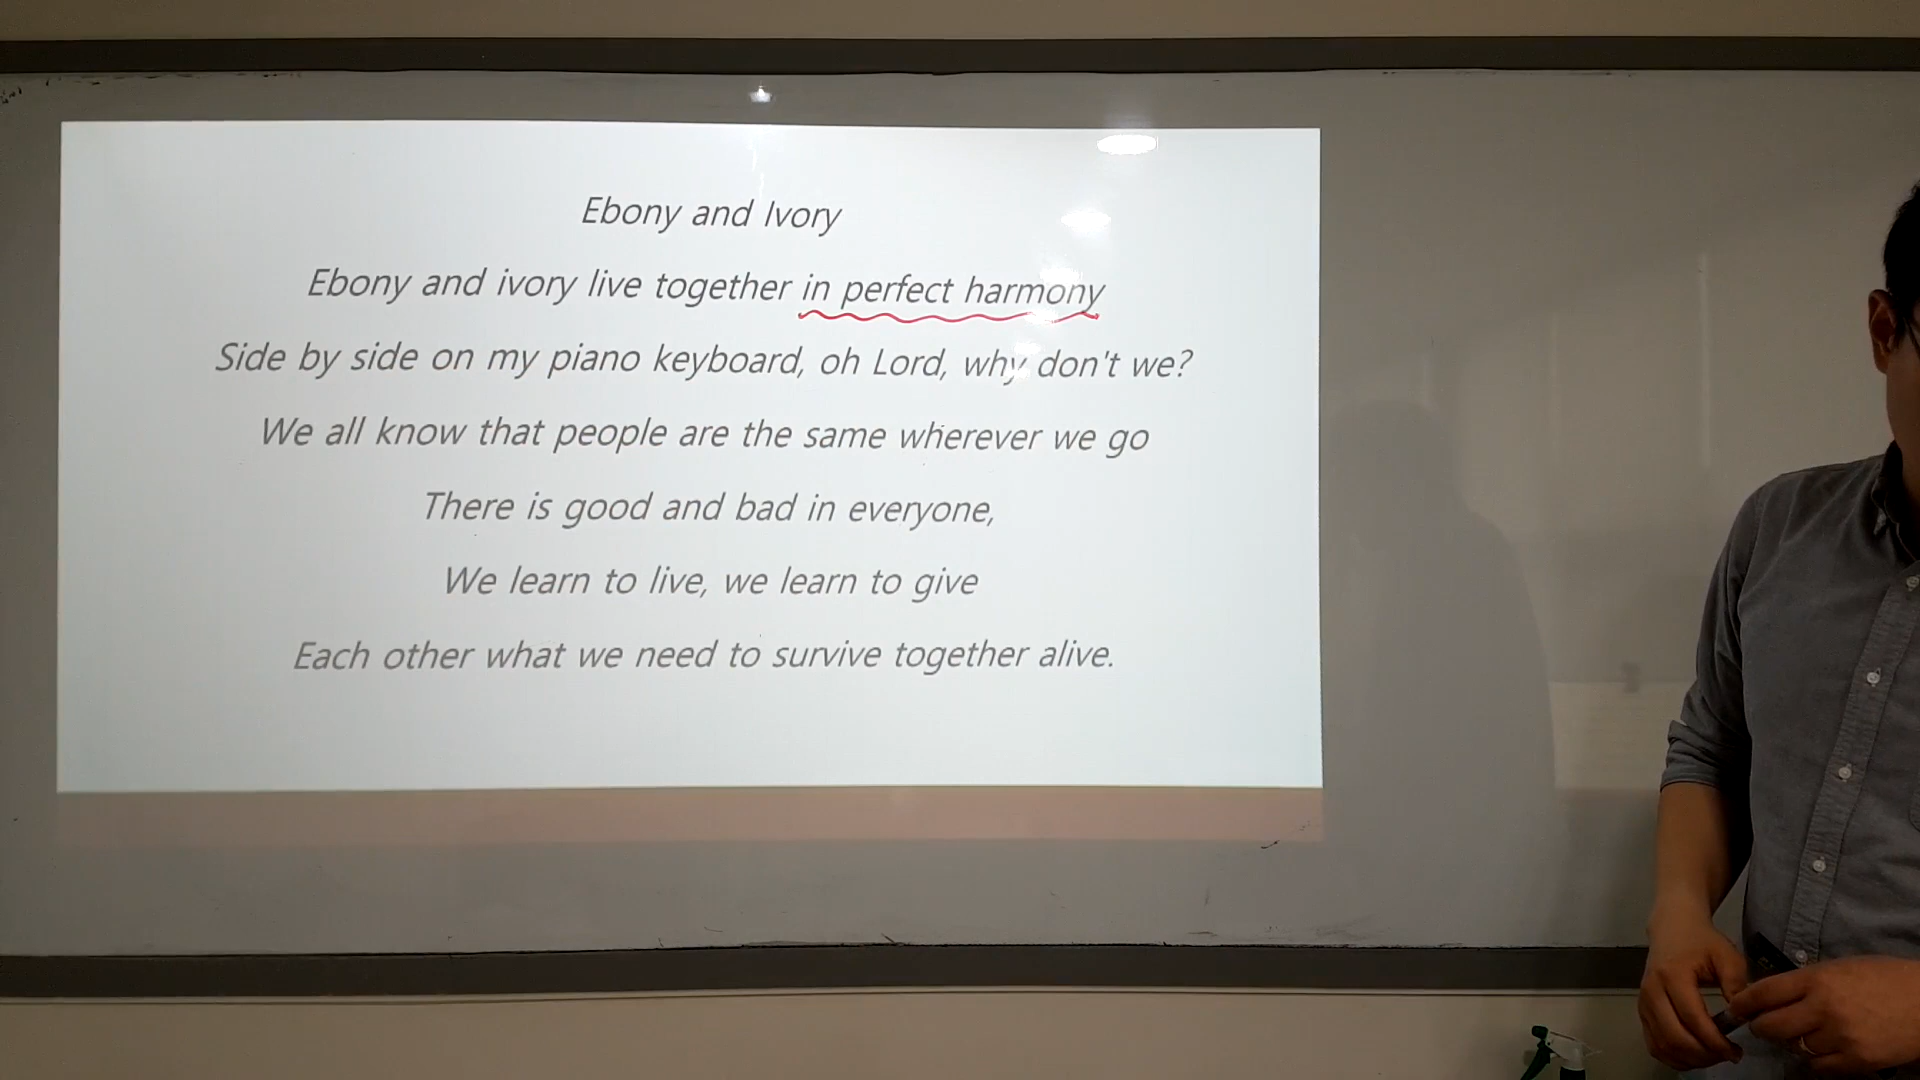 Ebony and Ivory
Ebony and ivory live together in perfect harmony
Side by side on my piano keyboard, oh Lord, why don't we?
We all know that people are the same wherever we go
There is good and bad in everyone,
We learn to live, we learn to give
Each other what we need to survive together alive.